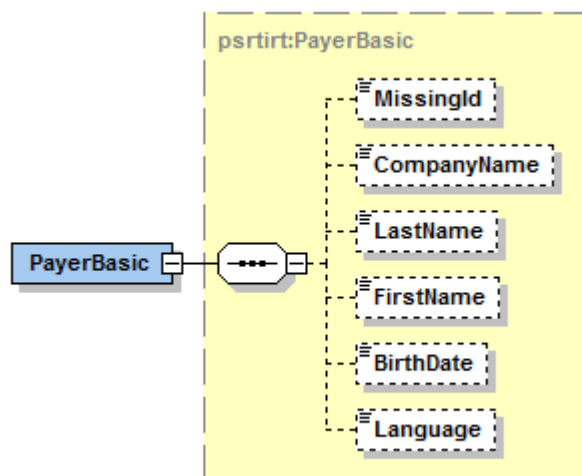 psrtirt:PayerBasic
MissingId
CompanyName
LastName
PayerBasic
FirstName
BirthDate
Language